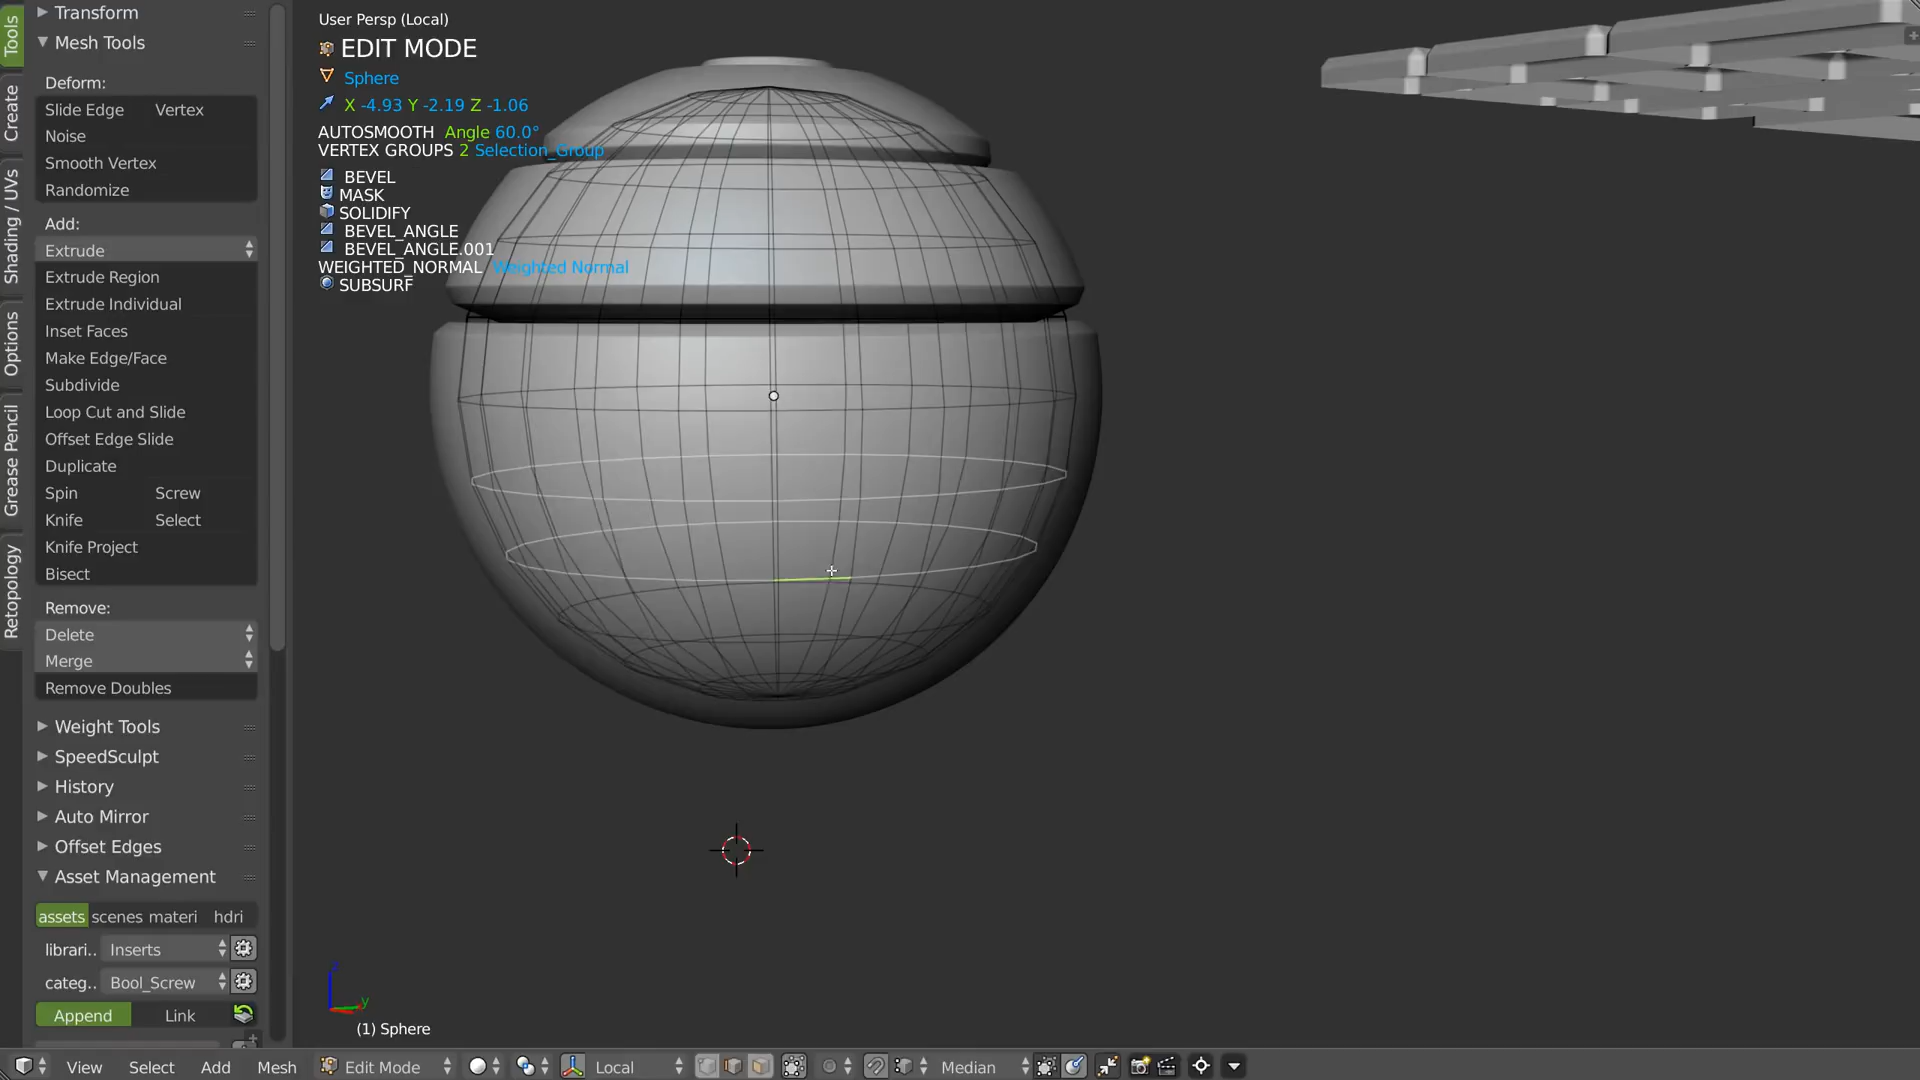 Tools
Create
Shading / UVs
Options
Grease Pencil
Retopology
Transform
Mesh Tools
Deform:
Slide Edge Vertex
Noise
Smooth Vertex
Randomize
Add:
Extrude
Extrude Region
Extrude Individual
Inset Faces
Make Edge/Face
Subdivide
Loop Cut and Slide
Offset Edge Slide
Duplicate
Spin Screw
Knife Select
Knife Project
Bisect
Remove:
Delete
Merge
Remove Doubles
Weight Tools
SpeedSculpt
History
Auto Mirror
Offset Edges
Asset Management
assets scenes materi hdri
librari.. Inserts
categ.. Bool_Screw
Append Link
User Persp (Local)
EDIT MODE
Sphere
X -4.93 Y -2.19 Z -1.06
AUTOSMOOTH Angle 60.0°
VERTEX GROUPS 2 Selection_Group
BEVEL
MASK
SOLIDIFY
BEVEL_ANGLE
BEVEL_ANGLE.001
WEIGHTED_NORMAL Weighted Normal
SUBSURF
z
y
(1) Sphere
View Select Add Mesh Edit Mode Local Median